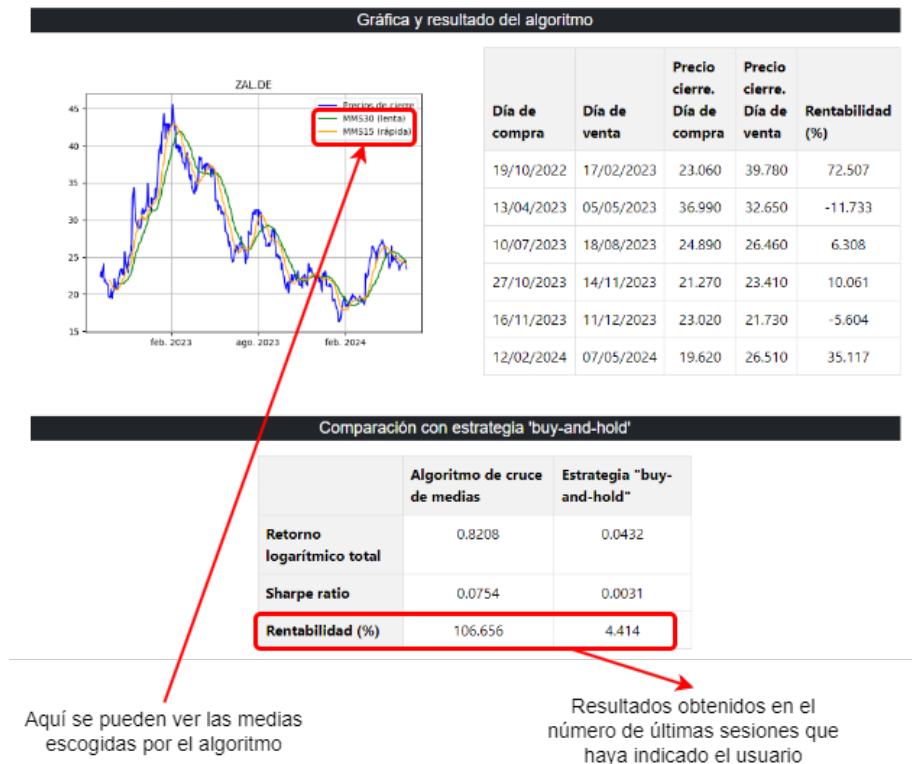 Gráfica y resultado del algoritmo
ZAL.DE
Precios de cierre
MMS30 (lenta)
MMS15 (rápida)
45
40
35
30
25
20
15
feb. 2023 ago. 2023 feb. 2024
Precio Precio
cierre. cierre.
Día de Día de Día de Día de Rentabilidad
compra venta compra venta (%)
19/10/2022 17/02/2023 23.060 39.780 72.507
13/04/2023 05/05/2023 36.990 32.650 -11.733
10/07/2023 18/08/2023 24.890 26.460 6.308
27/10/2023 14/11/2023 21.270 23.410 10.061
16/11/2023 11/12/2023 23.020 21.730 -5.604
12/02/2024 07/05/2024 19.620 26.510 35.117
Comparación con estrategia 'buy-and-hold'
Algoritmo de cruce Estrategia "buy-
de medias and-hold"
Retorno 0.8208 0.0432
logarítmico total
Sharpe ratio 0.0754 0.0031
Rentabilidad (%) 106.656 4.414
Aquí se pueden ver las medias
escogidas por el algoritmo
Resultados obtenidos en el
número de últimas sesiones que
haya indicado el usuario